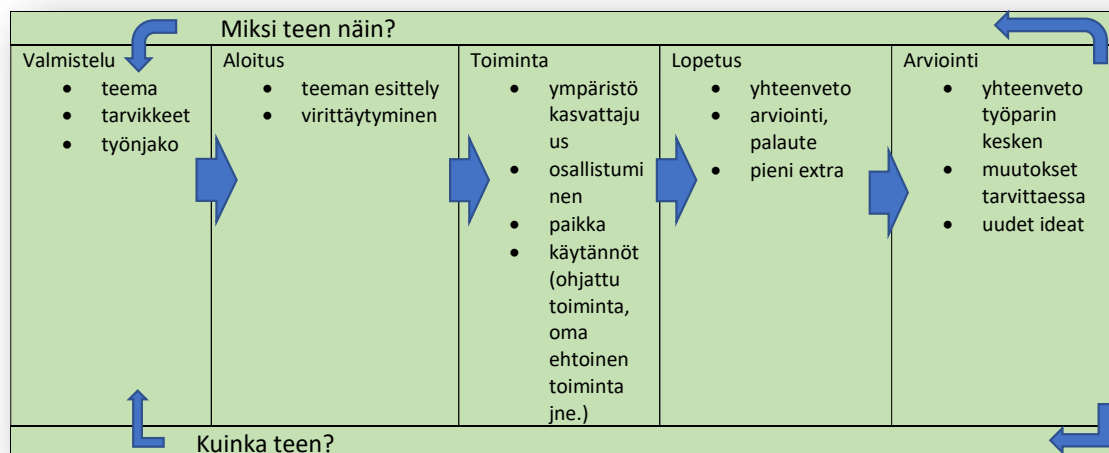 Miksi teen näin?
Valmistelu
• teema
• tarvikkeet
• työnjako
Aloitus
• teeman esittely
• virittäytyminen
Toiminta
• ympäristö
kasvattaju
us
• osallistumi
nen
• paikka
• käytännöt
(ohjattu
toiminta,
oma
ehtoinen
toiminta
jne.)
Lopetus
• yhteenveto
• arviointi,
palaute
• pieni extra
Arviointi
• yhteenveto
työparin
kesken
• muutokset
tarvittaessa
• uudet ideat
Kuinka teen?